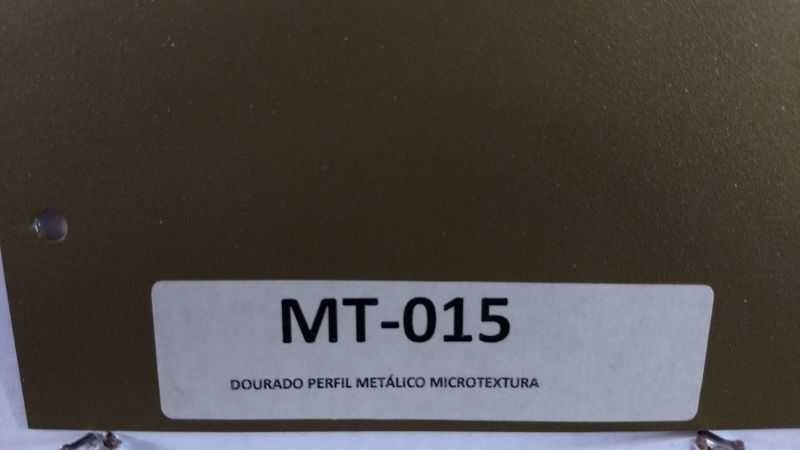 MT-015
DOURADO PERFIL METÁLICO MICROTEXTURA